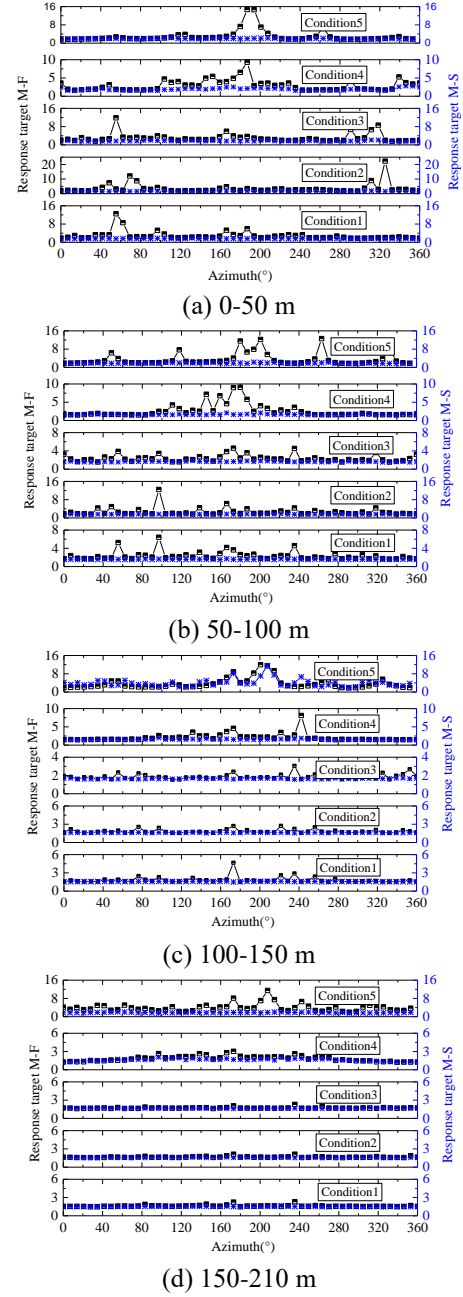 16 Condition5 16
8 8
0 0
10 Condition4 10
5 5
0 0
16 Condition3 16
8 8
0 0
20 Condition2 20
10 10
0 0
16 Condition1 16
8 8
0 0
0 40 80 120 160 200 240 280 320 360
Response target M-F
Response target M-S
Azimuth(°)
(a) 0-50 m
16 Condition5 16
8 8
0 0
10 Condition4 10
5 5
0 0
8 Condition3 8
4 4
0 0
16 Condition2 16
8 8
0 0
8 Condition1 8
4 4
0 0
0 40 80 120 160 200 240 280 320 360
Response target M-F
Response target M-S
Azimuth(°)
(b) 50-100 m
16 Condition5 16
8 8
0 0
10 Condition4 10
5 5
0 0
4 Condition3 4
2 2
0 0
6 Condition2 6
3 3
0 0
6 Condition1 6
3 3
0 0
0 40 80 120 160 200 240 280 320 360
Response target M-F
Response target M-S
Azimuth(°)
(c) 100-150 m
16 Condition5 16
8 8
0 0
6 Condition4 6
3 3
0 0
6 Condition3 6
3 3
0 0
6 Condition2 6
3 3
0 0
6 Condition1 6
3 3
0 0
0 40 80 120 160 200 240 280 320 360
Response target M-F
Response target M-S
Azimuth(°)
(d) 150-210 m